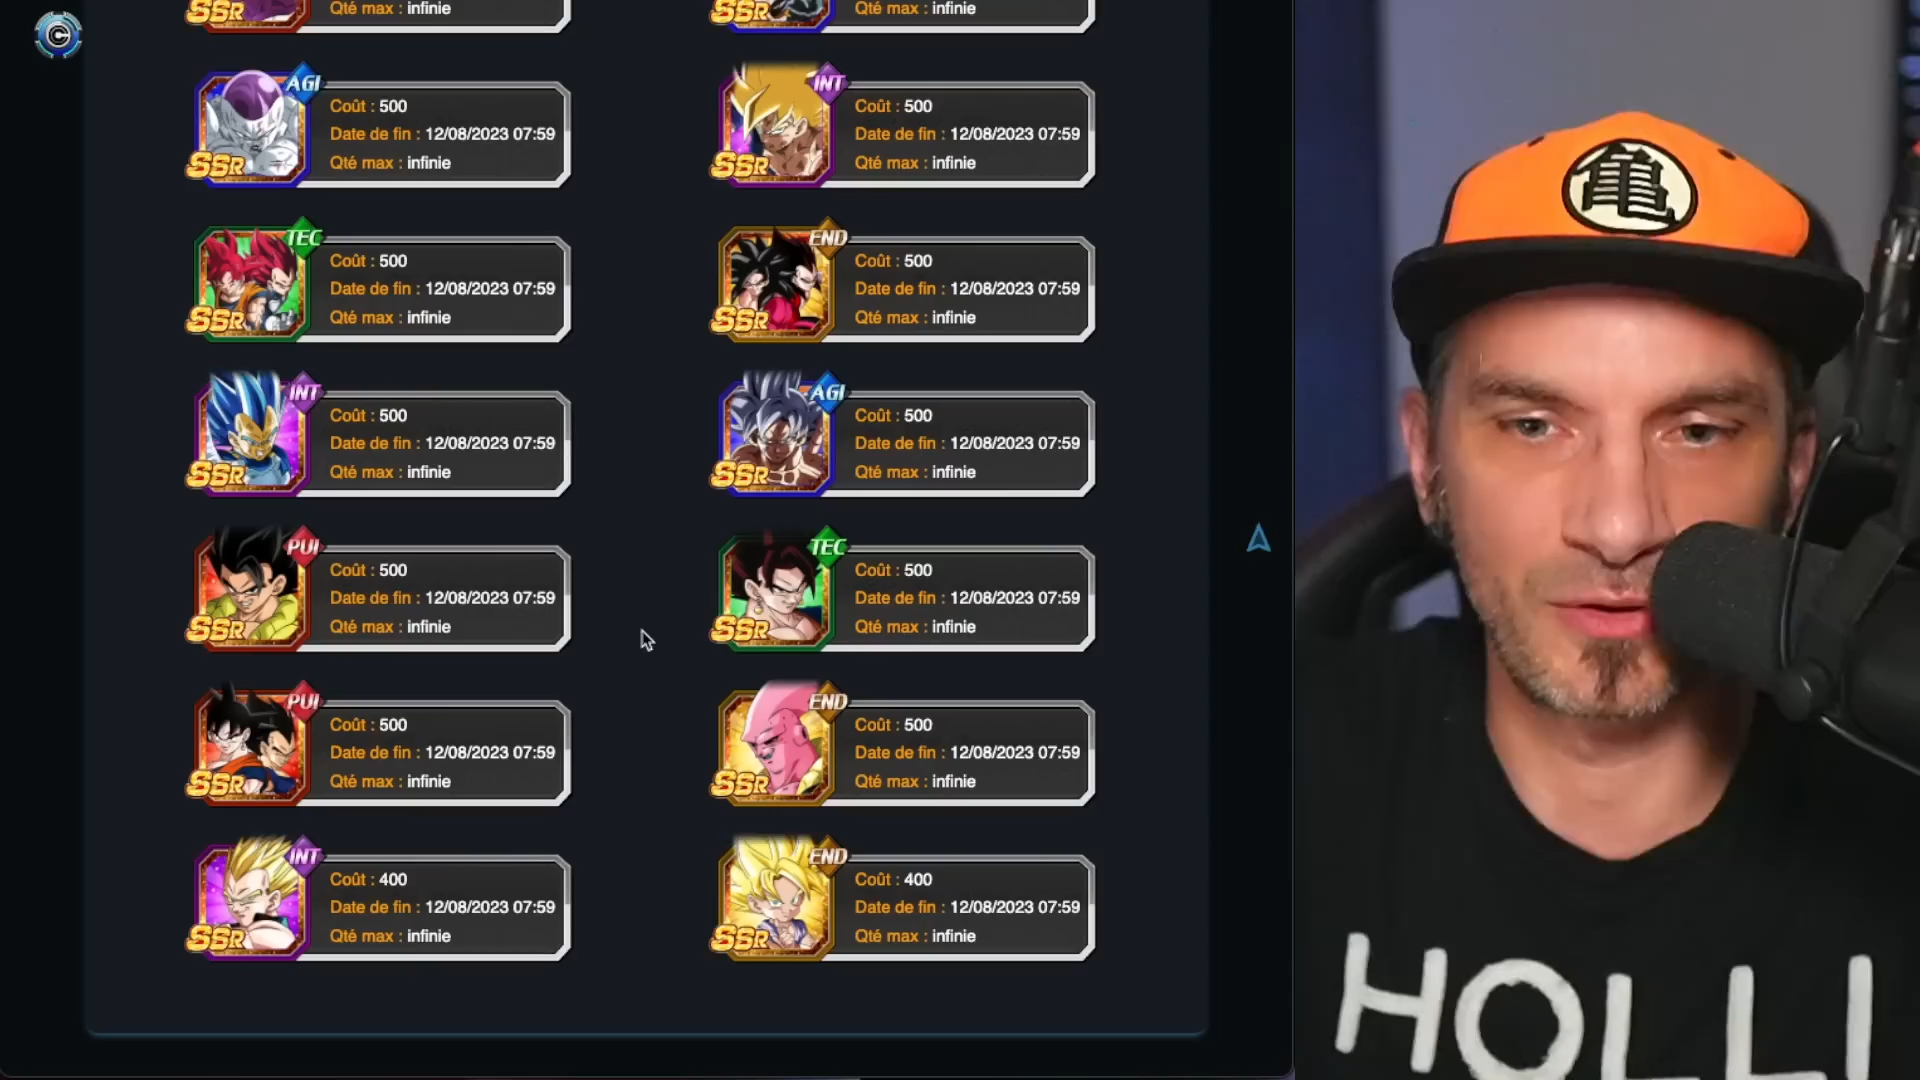 SSR
Qté max : infinie
SSR
Qté max : infinie
AGI
Coût : 500
Date de fin : 12/08/2023 07:59
Qté max : infinie
SSR
INT
Coût : 500
Date de fin : 12/08/2023 07:59
Qté max : infinie
SSR
TEC
Coût : 500
Date de fin : 12/08/2023 07:59
Qté max : infinie
SSR
END
Coût : 500
Date de fin : 12/08/2023 07:59
Qté max : infinie
SSR
INT
Coût : 500
Date de fin : 12/08/2023 07:59
Qté max : infinie
SSR
AGI
Coût : 500
Date de fin : 12/08/2023 07:59
Qté max : infinie
SSR
PUI
Coût : 500
Date de fin : 12/08/2023 07:59
Qté max : infinie
SSR
TEC
Coût : 500
Date de fin : 12/08/2023 07:59
Qté max : infinie
SSR
PUI
Coût : 500
Date de fin : 12/08/2023 07:59
Qté max : infinie
SSR
END
Coût : 500
Date de fin : 12/08/2023 07:59
Qté max : infinie
SSR
INT
Coût : 400
Date de fin : 12/08/2023 07:59
Qté max : infinie
SSR
END
Coût : 400
Date de fin : 12/08/2023 07:59
Qté max : infinie
SSR
亀
HOLLI